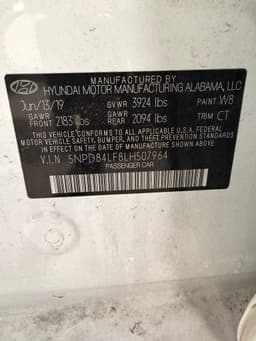 HYUNDAI MOTOR MANUFACTURING ALABAMA, LLC
Jun/13/19 GVWR 3924 lbs PAINT W8
GAWR FRONT 2183 lbs GAWR REAR 2094 lbs TRIM CT
THIS VEHICLE CONFORMS TO ALL APPLICABLE U.S. FEDERAL
MOTOR VEHICLE SAFETY, BUMPER, AND THEFT PREVENTION
STANDARDS IN EFFECT ON THE DATE OF MANUFACTURE SHOWN ABOVE.
V.I.N. 5NPD84LF8LH507964
PASSENGER CAR